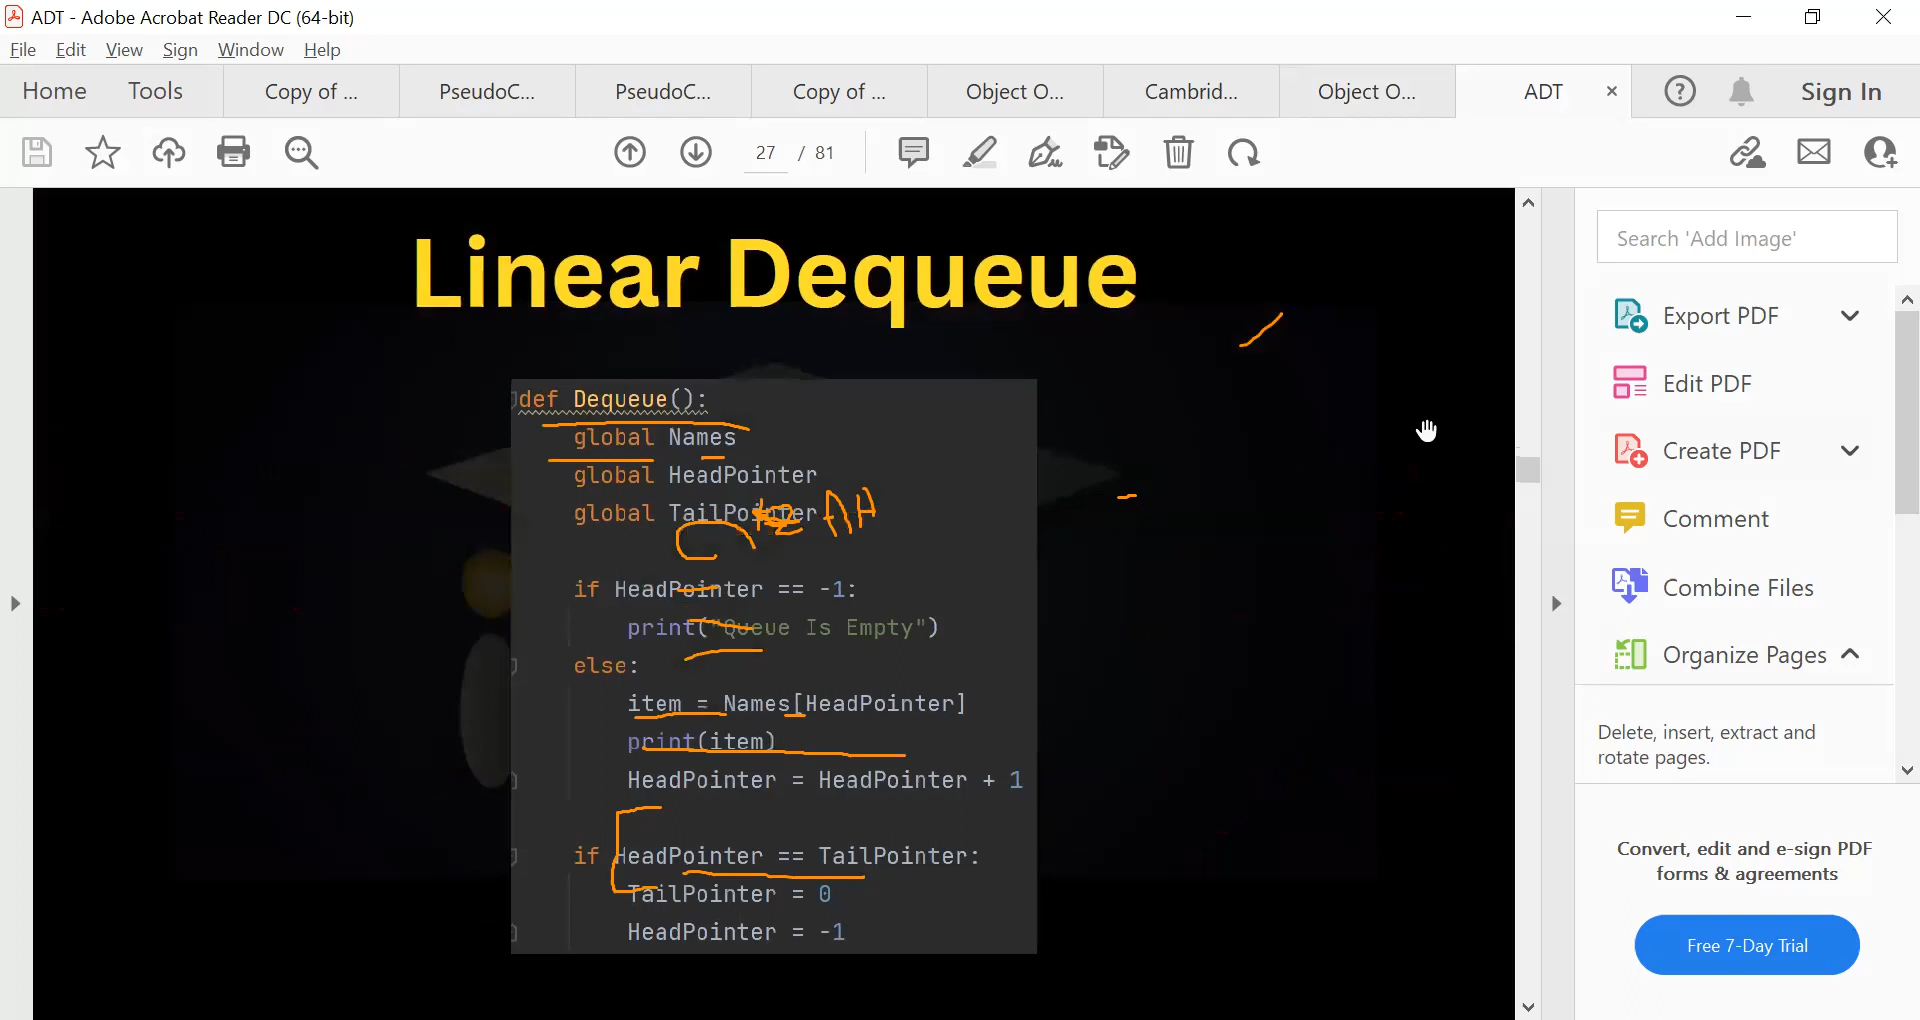 ADT - Adobe Acrobat Reader DC (64-bit)
File Edit View Sign Window Help
Home Tools Copy of ... PseudoC... PseudoC... Copy of ... Object O... Cambrid... Object O... ADT × Sign In
27 / 81
Linear Dequeue
def Dequeue():
global Names
global HeadPointer
global TailPointer
if HeadPointer == -1:
print("Queue Is Empty")
else:
item = Names[HeadPointer]
print(item)
HeadPointer = HeadPointer + 1
if HeadPointer == TailPointer:
TailPointer = 0
HeadPointer = -1
Search 'Add Image'
Export PDF
Edit PDF
Create PDF
Comment
Combine Files
Organize Pages
Delete, insert, extract and
rotate pages.
Convert, edit and e-sign PDF
forms & agreements
Free 7-Day Trial